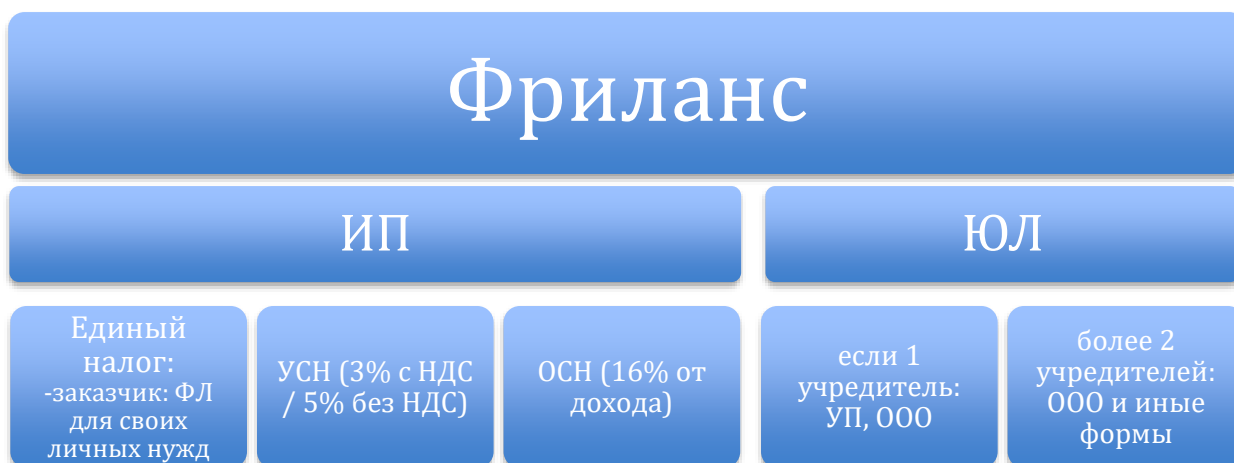 Фриланс
ИП
ЮЛ
Единый
налог:
-заказчик: ФЛ
для своих
личных нужд
УСН (3% с НДС
/ 5% без НДС)
ОСН (16% от
дохода)
если 1
учредитель:
УП, ООО
более 2
учредителей:
ООО и иные
формы